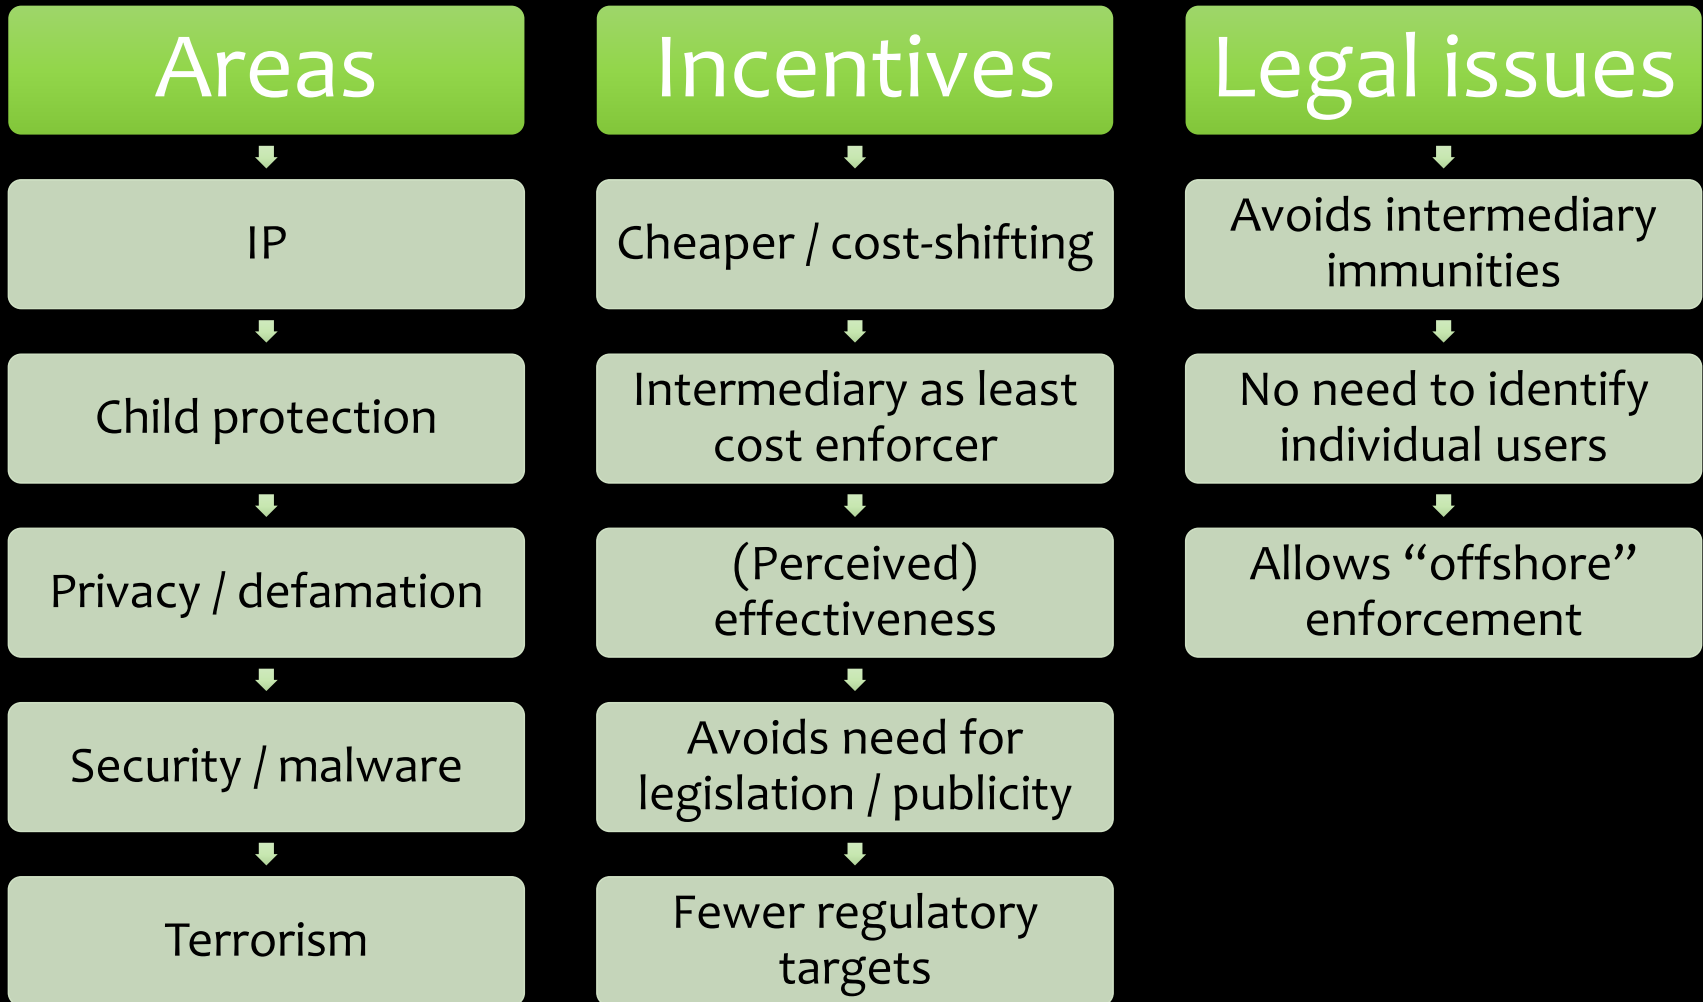 Areas
IP
Child protection
Privacy / defamation
Security / malware
Terrorism
Incentives
Cheaper / cost-shifting
Intermediary as least
cost enforcer
(Perceived)
effectiveness
Avoids need for
legislation / publicity
Fewer regulatory
targets
Legal issues
Avoids intermediary
immunities
No need to identify
individual users
Allows “offshore”
enforcement